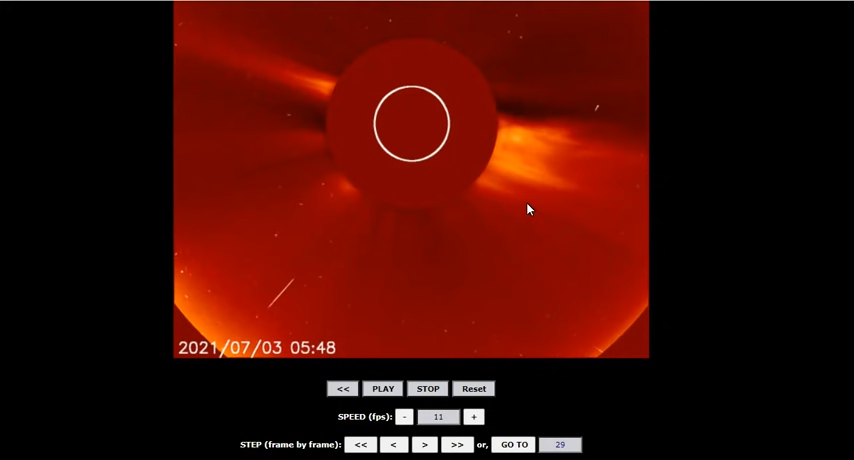 2021/07/03 05:48
<< PLAY STOP Reset
SPEED (fps): - 11 +
STEP (frame by frame): << < > >> or, GO TO 29